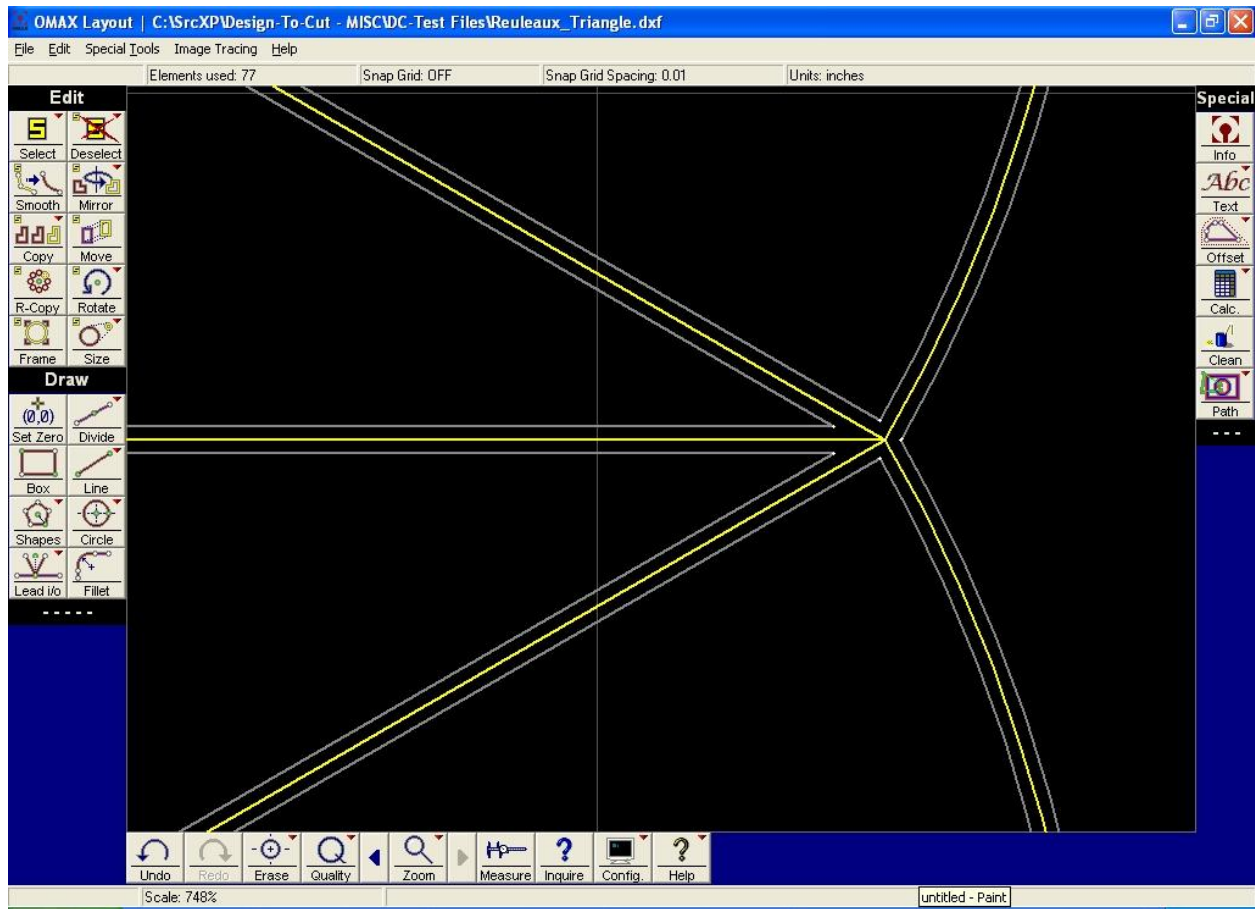 OMAX Layout | C:\SrcXP\Design-To-Cut - MISC\DC-Test Files\Reuleaux_Triangle.dxf
File Edit Special Tools Image Tracing Help
Elements used: 77 Snap Grid: OFF Snap Grid Spacing: 0.01 Units: inches
Edit
S S
Select Deselect
Smooth Mirror
Copy Move
R-Copy Rotate
Frame Size
Draw
(0,0)
Set Zero Divide
Box Line
Shapes Circle
Lead i/o Fillet
- - - - -
Special
Info
Abc
Text
Offset
Calc.
Clean
Path
- - -
Undo Redo Erase Quality Zoom Measure Inquire Config. Help
Scale: 748%
untitled - Paint